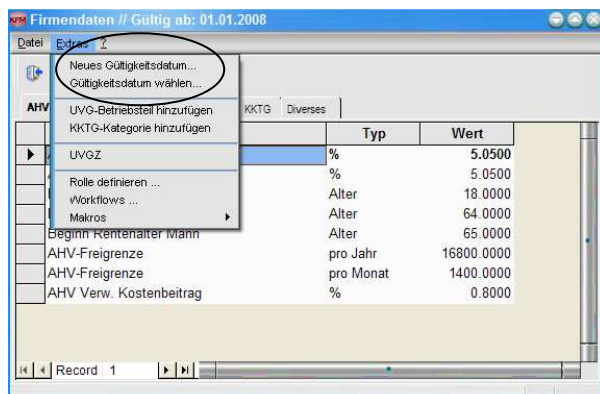 KFM Firmendaten // Gültig ab: 01.01.2008
Datei Extras ?
Neues Gültigkeitsdatum...
Gültigkeitsdatum wählen...
UVG-Betriebsteil hinzufügen
KKTG-Kategorie hinzufügen
UVGZ
Rolle definieren ...
Workflows ...
Makros
AHV KKTG Diverses
Typ Wert
% 5.0500
% 5.0500
Alter 18.0000
Alter 64.0000
Beginn Rentenalter Mann Alter 65.0000
AHV-Freigrenze pro Jahr 16800.0000
AHV-Freigrenze pro Monat 1400.0000
AHV Verw. Kostenbeitrag % 0.8000
Record 1